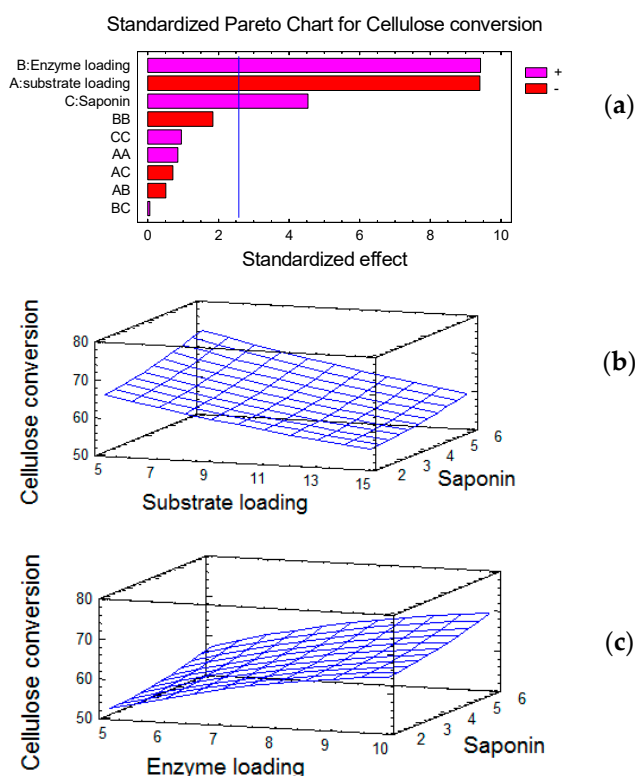 Standardized Pareto Chart for Cellulose conversion
B:Enzyme loading
A:substrate loading
C:Saponin
BB
CC
AA
AC
AB
BC
+
-
(a)
0 2 4 6 8 10
Standardized effect
(b)
Cellulose conversion
80
70
60
50
5 7 9 11 13 15
Substrate loading
2 3 4 5 6
Saponin
(c)
Cellulose conversion
80
70
60
50
5 6 7 8 9 10
Enzyme loading
2 3 4 5 6
Saponin